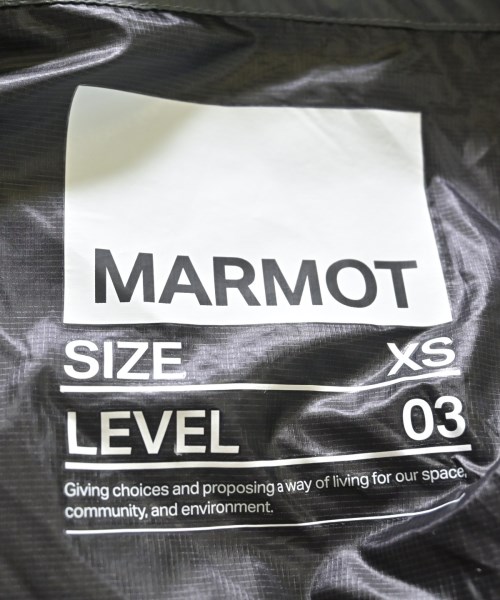 MARMOT
SIZE XS
LEVEL 03
Giving choices and proposing a way of living for our space,
community, and environment.